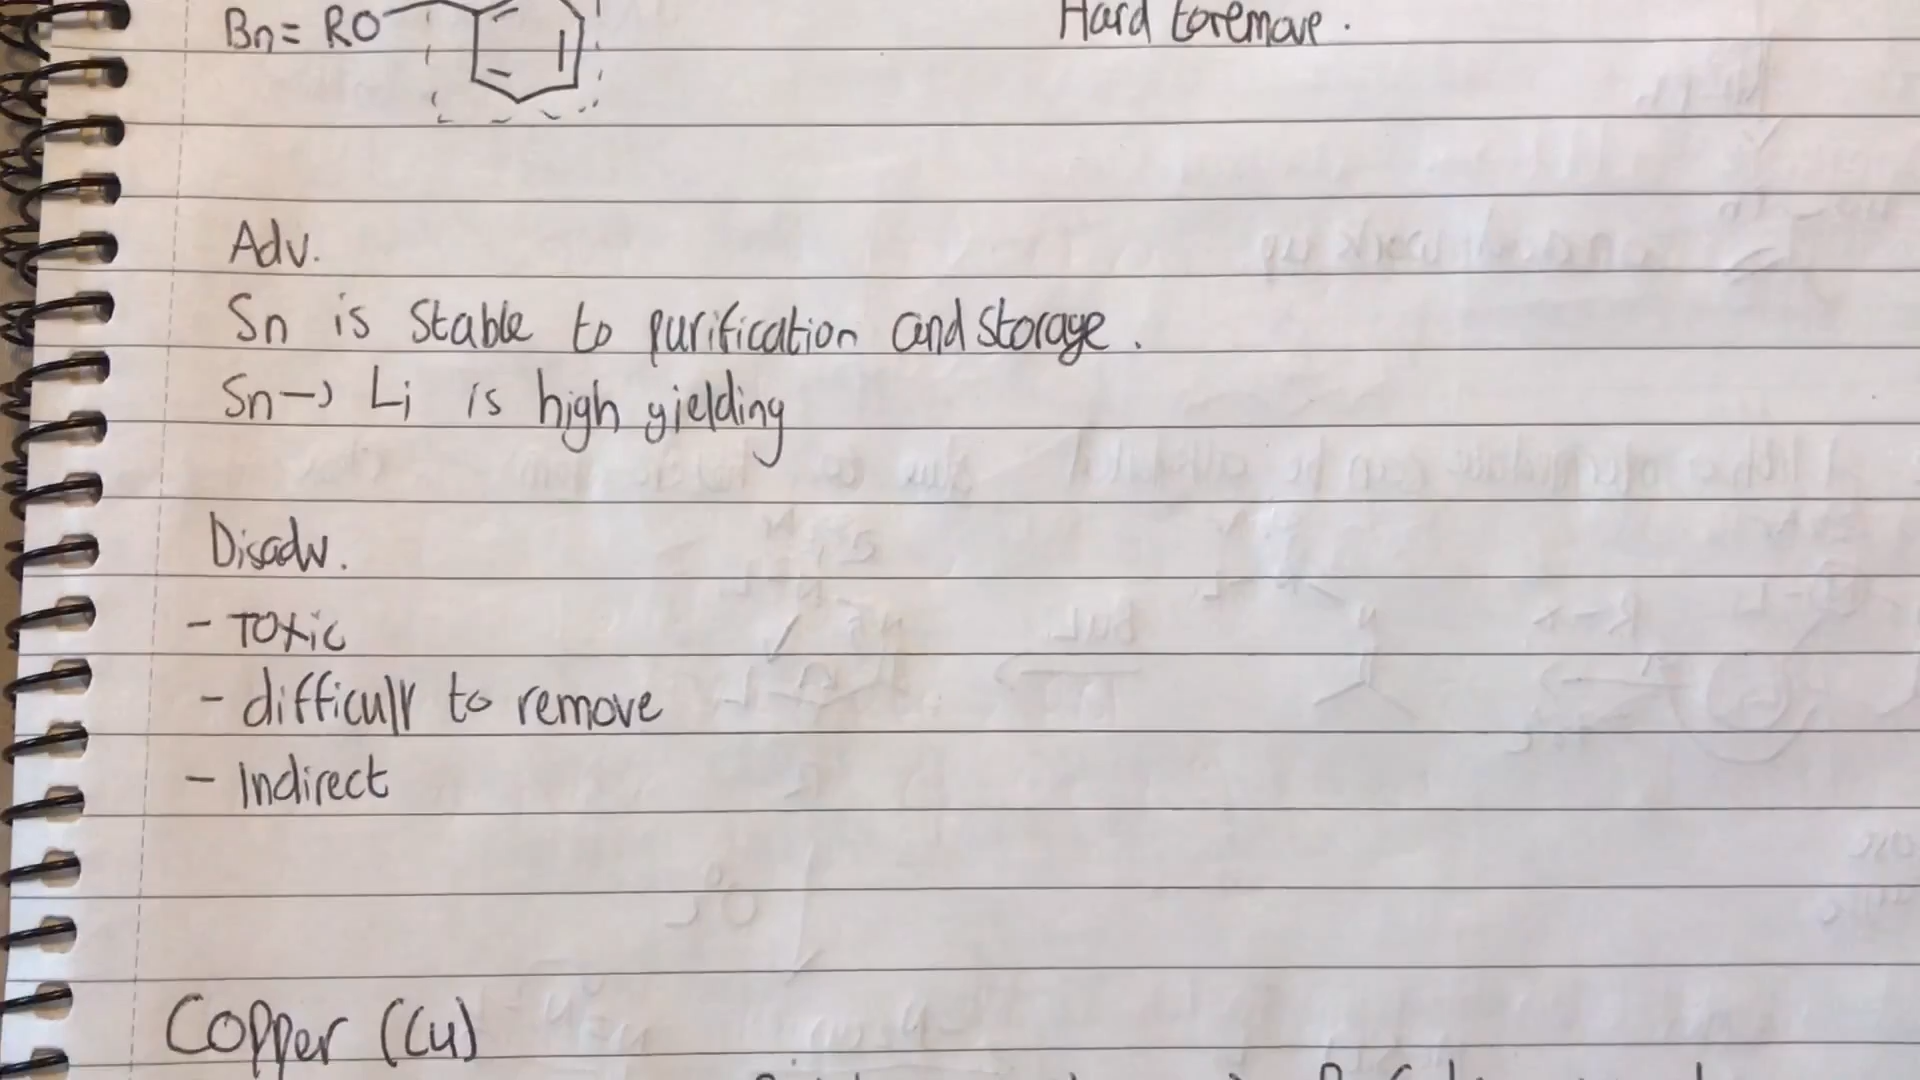 Bn = RO
Hard to remove.
Adv.
Sn is stable to purification and storage.
Sn → Li is high yielding
Disadv.
- Toxic
- difficult to remove
- Indirect
Copper (Cu)